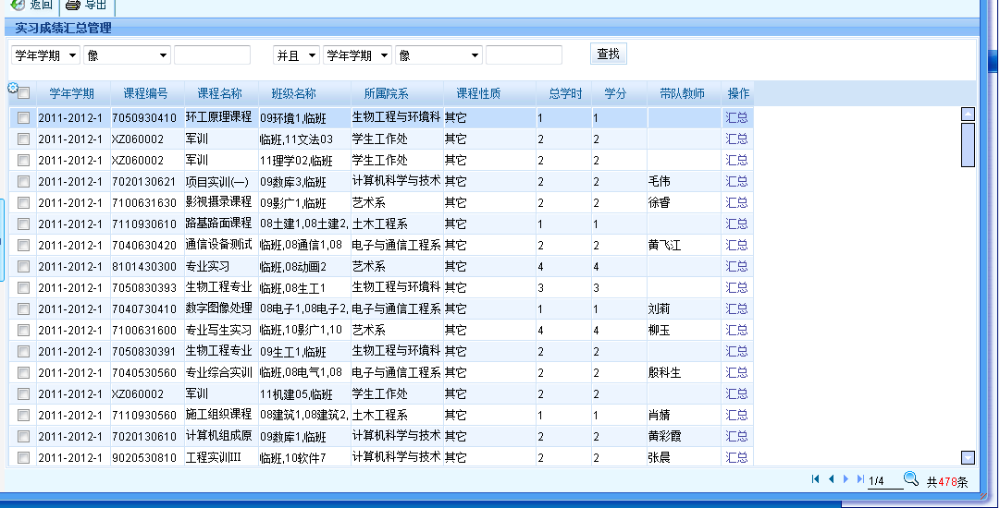 返回 导出
实习成绩汇总管理
学年学期 像 并且 学年学期 像 查找
学年学期 课程编号 课程名称 班级名称 所属院系 课程性质 总学时 学分 带队教师 操作
2011-2012-1 7050930410 环工原理课程 09环境1,临班 生物工程与环境科 其它 1 1 汇总
2011-2012-1 XZ060002 军训 临班,11文法03 学生工作处 其它 2 2 汇总
2011-2012-1 XZ060002 军训 11理学02,临班 学生工作处 其它 2 2 汇总
2011-2012-1 7020130621 项目实训(一) 09数库3,临班 计算机科学与技术 其它 2 2 毛伟 汇总
2011-2012-1 7100631630 影视摄录课程 09影广1,临班 艺术系 其它 2 2 徐睿 汇总
2011-2012-1 7110930610 路基路面课程 08土建1,08土建2, 土木工程系 其它 1 1 汇总
2011-2012-1 7040630420 通信设备测试 临班,08通信1,08 电子与通信工程系 其它 2 2 黄飞江 汇总
2011-2012-1 8101430300 专业实习 临班,08动画2 艺术系 其它 4 4 汇总
2011-2012-1 7050830393 生物工程专业 临班,08生工1 生物工程与环境科 其它 3 3 汇总
2011-2012-1 7040730410 数字图像处理 08电子1,08电子2, 电子与通信工程系 其它 1 1 刘莉 汇总
2011-2012-1 7100631600 专业写生实习 临班,10影广1,10 艺术系 其它 4 4 柳玉 汇总
2011-2012-1 7050830391 生物工程专业 09生工1,临班 生物工程与环境科 其它 2 2 汇总
2011-2012-1 7040530560 专业综合实训 临班,08电气1,08 电子与通信工程系 其它 2 2 殷科生 汇总
2011-2012-1 XZ060002 军训 11机建05,临班 学生工作处 其它 2 2 汇总
2011-2012-1 7110930560 施工组织课程 08建筑1,08建筑2, 土木工程系 其它 1 1 肖婧 汇总
2011-2012-1 7020130610 计算机组成原 09数库1,临班 计算机科学与技术 其它 2 2 黄彩霞 汇总
2011-2012-1 9020530810 工程实训III 临班,10软件7 计算机科学与技术 其它 2 2 张晨 汇总
1/4 共478条